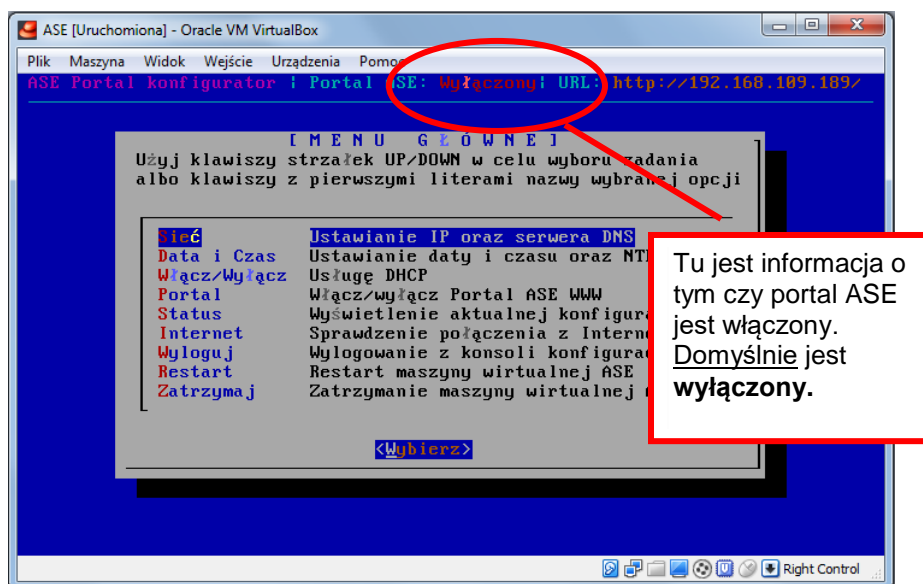 ASE [Uruchomiona] - Oracle VM VirtualBox
Plik Maszyna Widok Wejście Urządzenia Pomoc
ASE Portal konfigurator | Portal ASE: Wyłączony| URL: http://192.168.109.189/
[ M E N U G Ł Ó W N E ]
Użyj klawiszy strzałek UP/DOWN w celu wyboru zadania
albo klawiszy z pierwszymi literami nazwy wybranej opcji
Sieć Ustawianie IP oraz serwera DNS
Data i Czas Ustawianie daty i czasu oraz
Włącz/Wyłącz Usługę DHCP
Portal Włącz/wyłącz Portal ASE WWW
Status Wyświetlenie aktualnej
Internet Sprawdzenie połączenia z
Wyloguj Wylogowanie z konsoli
Restart Restart maszyny wirtualnej ASE
Zatrzymaj Zatrzymanie maszyny wirtualnej
<Wybierz>
Tu jest informacja o
tym czy portal ASE
jest włączony.
Domyślnie jest
wyłączony.
Right Control